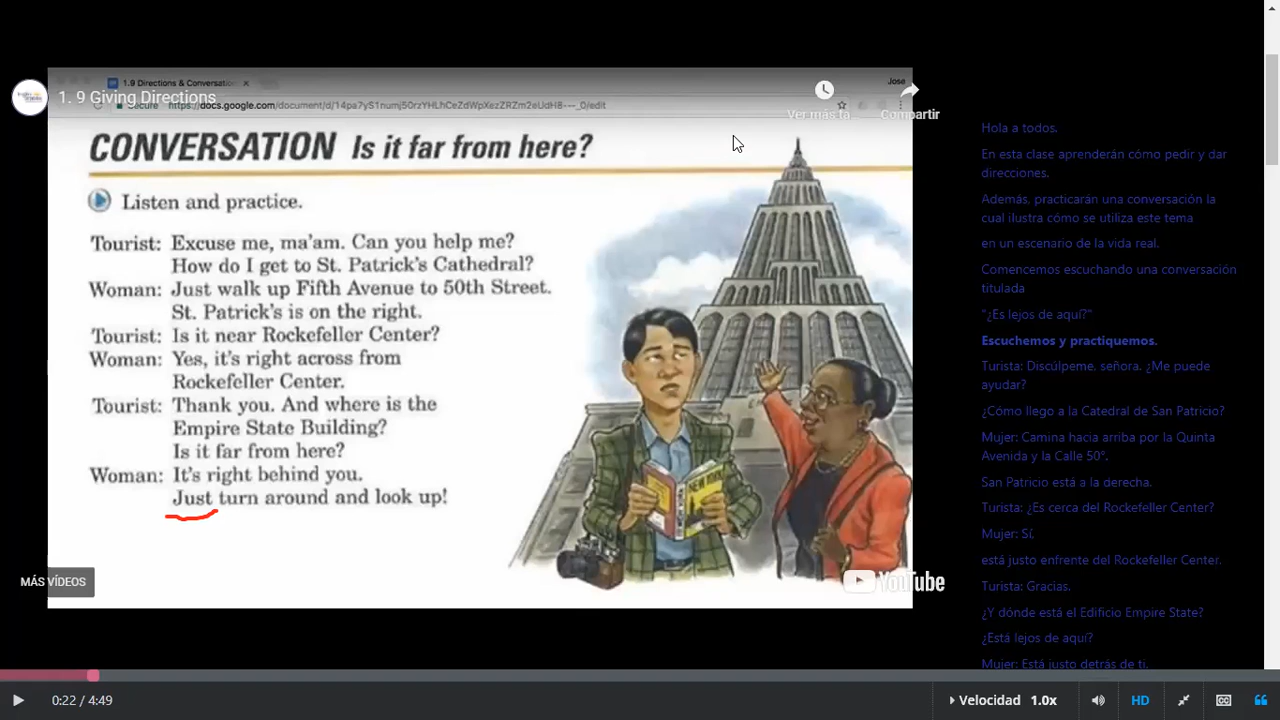 1.9 Directions & Conversatio
Jose
1. 9 Giving Directions
Secure https://docs.google.com/document/d/14pa7yS1numj50rzYHLhCeZdWpXezZRZm2eUdH8---_0/edit
Ver más ta
Compartir
CONVERSATION Is it far from here?
Listen and practice.
Tourist: Excuse me, ma'am. Can you help me?
How do I get to St. Patrick's Cathedral?
Woman: Just walk up Fifth Avenue to 50th Street.
St. Patrick's is on the right.
Tourist: Is it near Rockefeller Center?
Woman: Yes, it's right across from
Rockefeller Center.
Tourist: Thank you. And where is the
Empire State Building?
Is it far from here?
Woman: It's right behind you.
Just turn around and look up!
NEW YORK
MÁS VÍDEOS
YouTube
Hola a todos.
En esta clase aprenderán cómo pedir y dar
direcciones.
Además, practicarán una conversación la
cual ilustra cómo se utiliza este tema
en un escenario de la vida real.
Comencemos escuchando una conversación
titulada
"¿Es lejos de aquí?"
Escuchemos y practiquemos.
Turista: Discúlpeme, señora. ¿Me puede
ayudar?
¿Cómo llego a la Catedral de San Patricio?
Mujer: Camina hacia arriba por la Quinta
Avenida y la Calle 50°.
San Patricio está a la derecha.
Turista: ¿Es cerca del Rockefeller Center?
Mujer: Sí,
está justo enfrente del Rockefeller Center.
Turista: Gracias.
¿Y dónde está el Edificio Empire State?
¿Está lejos de aquí?
Mujer: Está justo detrás de ti.
0:22 / 4:49
Velocidad 1.0x
HD
CC